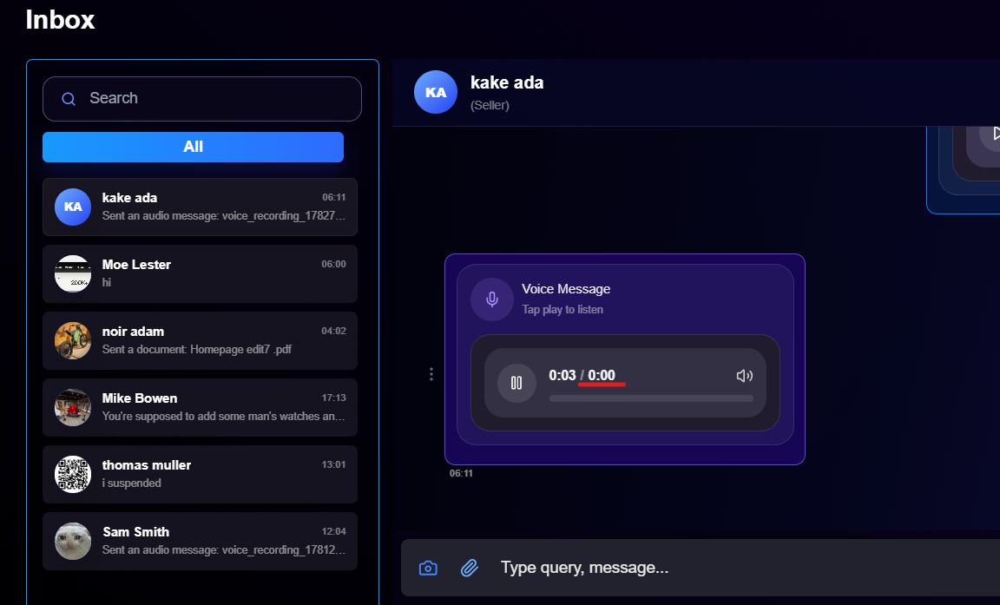 Inbox
Search
All
KA
kake ada
06:11
Sent an audio message: voice_recording_17827...
Moe Lester
06:00
hi
200K+
noir adam
04:02
Sent a document: Homepage edit7 .pdf
Mike Bowen
17:13
You're supposed to add some man's watches an...
thomas muller
13:01
i suspended
Sam Smith
12:04
Sent an audio message: voice_recording_17812...
KA
kake ada
(Seller)
Voice Message
Tap play to listen
0:03 / 0:00
06:11
Type query, message...